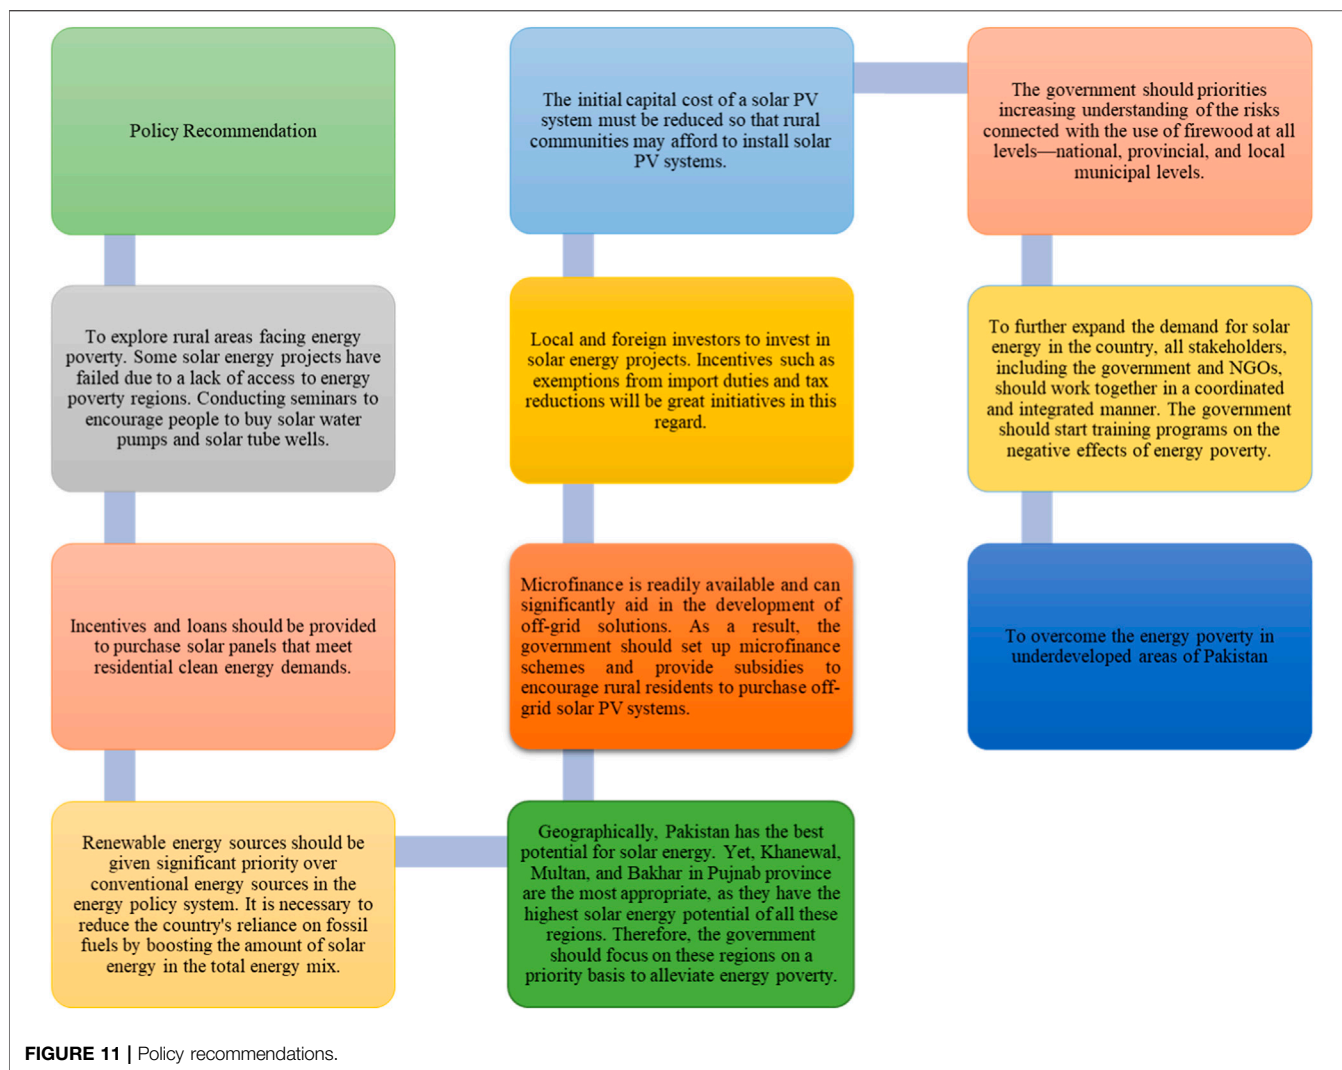 Policy Recommendation
To explore rural areas facing energy
poverty. Some solar energy projects have
failed due to a lack of access to energy
poverty regions. Conducting seminars to
encourage people to buy solar water
pumps and solar tube wells.
Incentives and loans should be provided
to purchase solar panels that meet
residential clean energy demands.
Renewable energy sources should be
given significant priority over
conventional energy sources in the
energy policy system. It is necessary to
reduce the country's reliance on fossil
fuels by boosting the amount of solar
energy in the total energy mix.
Geographically, Pakistan has the best
potential for solar energy. Yet, Khanewal,
Multan, and Bakhar in Pujnab province
are the most appropriate, as they have the
highest solar energy potential of all these
regions. Therefore, the government
should focus on these regions on a
priority basis to alleviate energy poverty.
Microfinance is readily available and can
significantly aid in the development of
off-grid solutions. As a result, the
government should set up microfinance
schemes and provide subsidies to
encourage rural residents to purchase off-
grid solar PV systems.
Local and foreign investors to invest in
solar energy projects. Incentives such as
exemptions from import duties and tax
reductions will be great initiatives in this
regard.
The initial capital cost of a solar PV
system must be reduced so that rural
communities may afford to install solar
PV systems.
The government should priorities
increasing understanding of the risks
connected with the use of firewood at all
levels—national, provincial, and local
municipal levels.
To further expand the demand for solar
energy in the country, all stakeholders,
including the government and NGOs,
should work together in a coordinated
and integrated manner. The government
should start training programs on the
negative effects of energy poverty.
To overcome the energy poverty in
underdeveloped areas of Pakistan
FIGURE 11 | Policy recommendations.